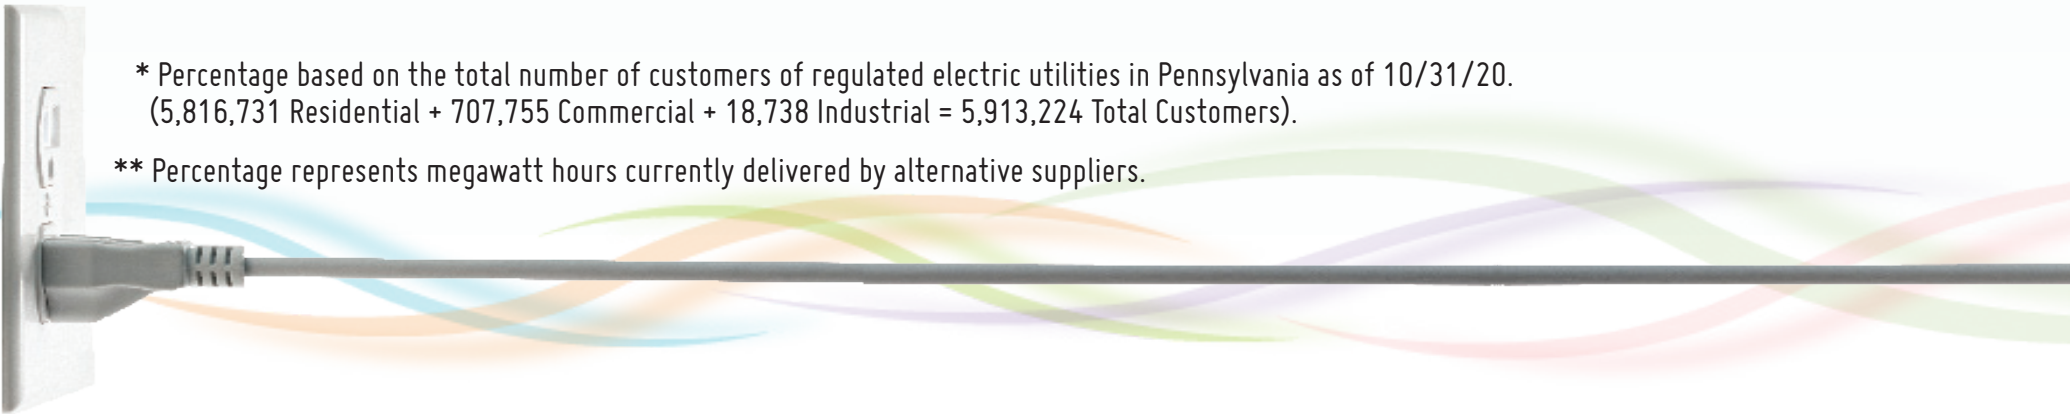 * Percentage based on the total number of customers of regulated electric utilities in Pennsylvania as of 10/31/20.
(5,816,731 Residential + 707,755 Commercial + 18,738 Industrial = 5,913,224 Total Customers).
** Percentage represents megawatt hours currently delivered by alternative suppliers.